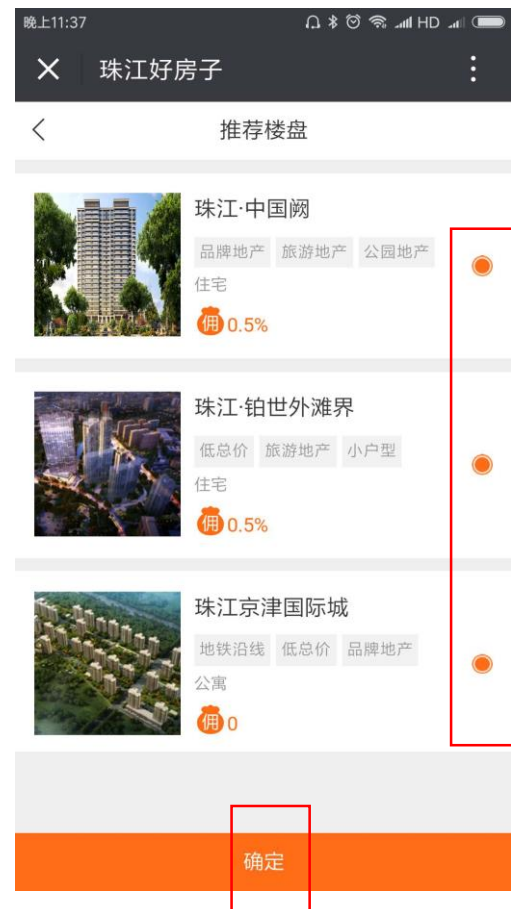 晚上11:37 HD
珠江好房子
推荐楼盘
珠江·中国阙
品牌地产 旅游地产 公园地产
住宅
佣 0.5%
珠江·铂世外滩界
低总价 旅游地产 小户型
住宅
佣 0.5%
珠江京津国际城
地铁沿线 低总价 品牌地产
公寓
佣 0
确定